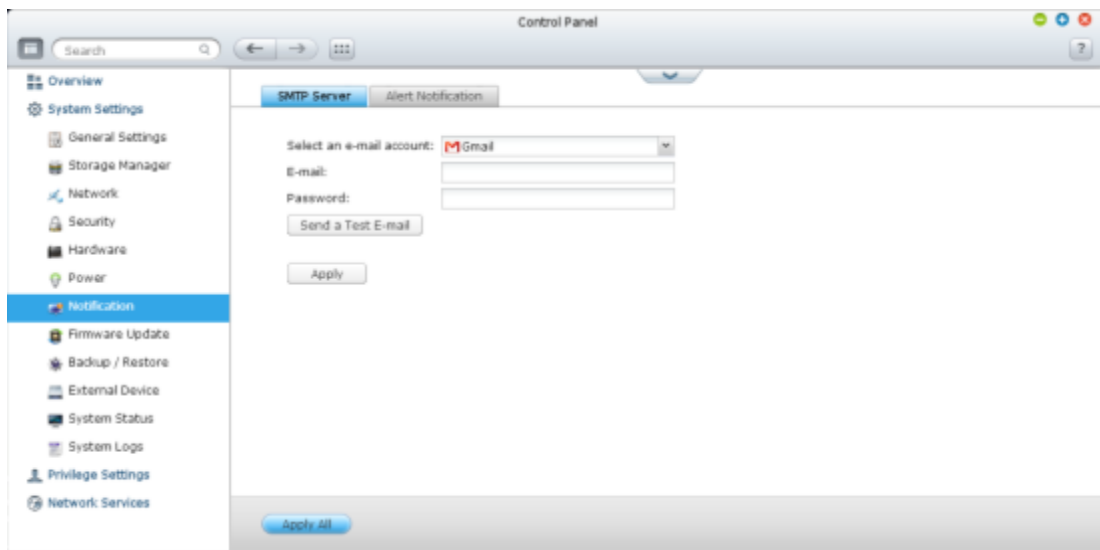 Control Panel
Search
?
Overview
System Settings
General Settings
Storage Manager
Network
Security
Hardware
Power
Notification
Firmware Update
Backup / Restore
External Device
System Status
System Logs
Privilege Settings
Network Services
SMTP Server Alert Notification
Select an e-mail account: Gmail
E-mail:
Password:
Send a Test E-mail
Apply
Apply All